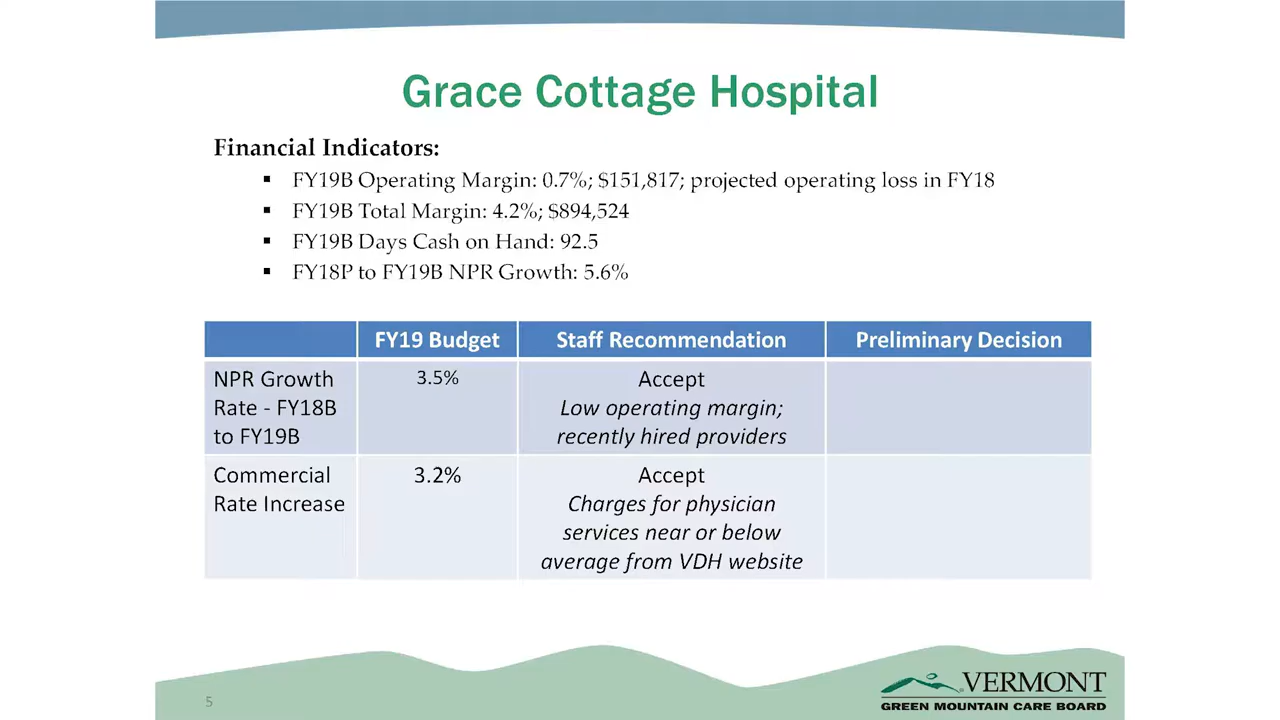 Grace Cottage Hospital
Financial Indicators:
▪ FY19B Operating Margin: 0.7%; $151,817; projected operating loss in FY18
▪ FY19B Total Margin: 4.2%; $894,524
▪ FY19B Days Cash on Hand: 92.5
▪ FY18P to FY19B NPR Growth: 5.6%
FY19 Budget Staff Recommendation Preliminary Decision
NPR Growth
Rate - FY18B
to FY19B
3.5%
Accept
Low operating margin;
recently hired providers
Commercial
Rate Increase
3.2%
Accept
Charges for physician
services near or below
average from VDH website
5
VERMONT
GREEN MOUNTAIN CARE BOARD